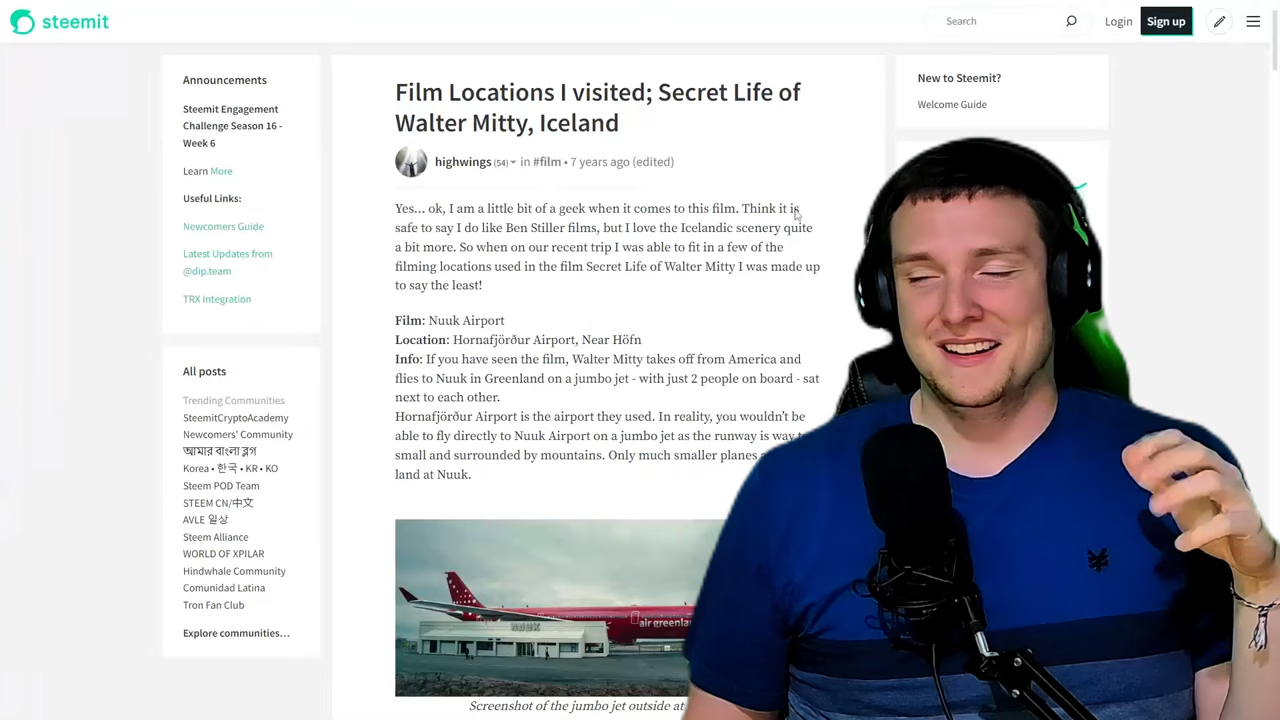 steemit
Search
Login
Sign up
Announcements
Steemit Engagement
Challenge Season 16 -
Week 6
Learn More
Useful Links:
Newcomers Guide
Latest Updates from
@dip.team
TRX Integration
All posts
Trending Communities
SteemitCryptoAcademy
Newcomers' Community
আমার বাংলা ব্লগ
Korea • 한국 • KR • KO
Steem POD Team
STEEM CN/中文
AVLE 일상
Steem Alliance
WORLD OF XPILAR
Hindwhale Community
Comunidad Latina
Tron Fan Club
Explore communities…
Film Locations I visited; Secret Life of
Walter Mitty, Iceland
highwings (54) in #film • 7 years ago (edited)
Yes... ok, I am a little bit of a geek when it comes to this film. Think it is
safe to say I do like Ben Stiller films, but I love the Icelandic scenery quite
a bit more. So when on our recent trip I was able to fit in a few of the
filming locations used in the film Secret Life of Walter Mitty I was made up
to say the least!
Film: Nuuk Airport
Location: Hornafjörður Airport, Near Höfn
Info: If you have seen the film, Walter Mitty takes off from America and
flies to Nuuk in Greenland on a jumbo jet - with just 2 people on board - sat
next to each other.
Hornafjörður Airport is the airport they used. In reality, you wouldn't be
able to fly directly to Nuuk Airport on a jumbo jet as the runway is way
small and surrounded by mountains. Only much smaller planes
land at Nuuk.
NUUK
air greenla
Screenshot of the jumbo jet outside at
New to Steemit?
Welcome Guide